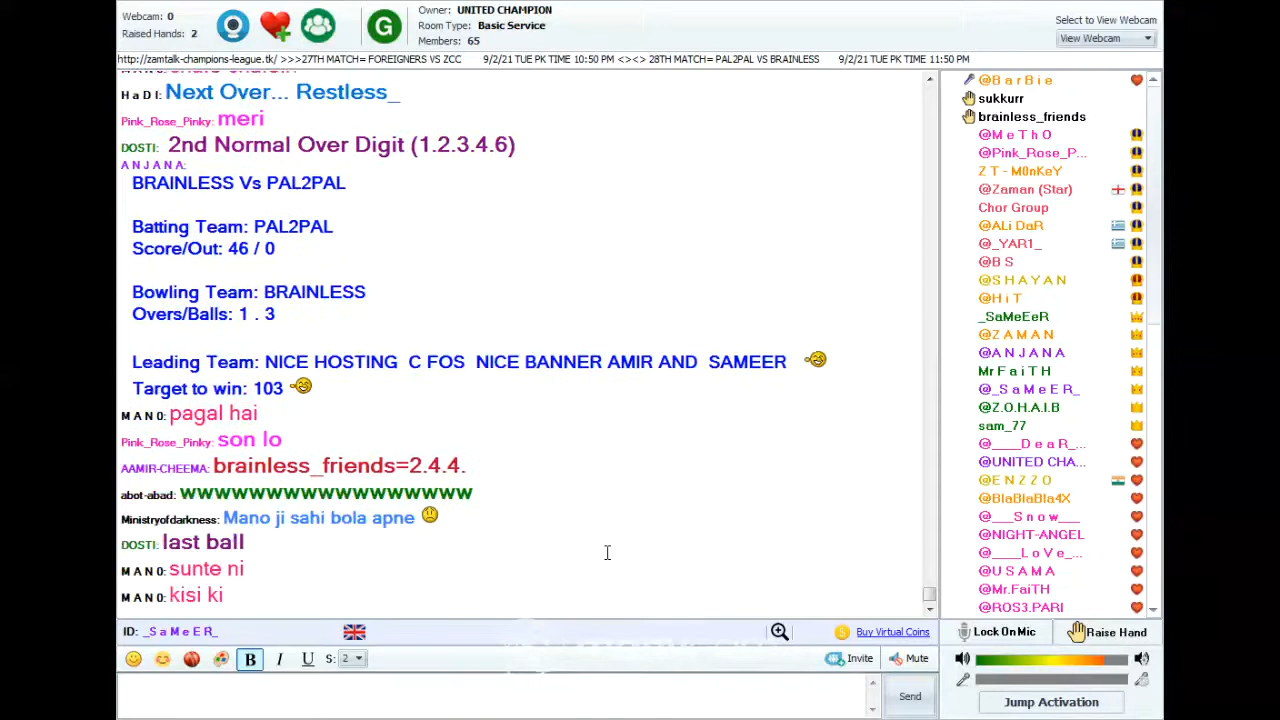 Webcam: 0
Raised Hands: 2
G
Owner: UNITED CHAMPION
Room Type: Basic Service
Members: 65
Select to View Webcam
View Webcam
http://zamtalk-champions-league.tk/ >>>27TH MATCH= FOREIGNERS VS ZCC 9/2/21 TUE PK TIME 10:50 PM <><> 28TH MATCH= PAL2PAL VS BRAINLESS 9/2/21 TUE PK TIME 11:50 PM
H a D I: Next Over... Restless_
Pink_Rose_Pinky: meri
DOSTI: 2nd Normal Over Digit (1.2.3.4.6)
A N J A N A:
BRAINLESS Vs PAL2PAL
Batting Team: PAL2PAL
Score/Out: 46 / 0
Bowling Team: BRAINLESS
Overs/Balls: 1 . 3
Leading Team: NICE HOSTING C FOS NICE BANNER AMIR AND SAMEER
Target to win: 103
M A N 0: pagal hai
Pink_Rose_Pinky: son lo
AAMIR-CHEEMA: brainless_friends=2.4.4.
abot-abad: wwwwwwwwwwwwwwwww
Ministryofdarkness: Mano ji sahi bola apne
DOSTI: last ball
M A N 0: sunte ni
M A N 0: kisi ki
@B a r B i e
sukkurr
brainless_friends
@M e T h O
@Pink_Rose_P...
Z T - M0nKeY
@Zaman (Star)
Chor Group
@ALi DaR
@_YAR1_
@B S
@S H A Y A N
@H i T
_SaMeEeR
@Z A M A N
@A N J A N A
Mr F a i T H
@_S a M e E R_
@Z.O.H.A.I.B
sam_77
@____D e a R_...
@UNITED CHA...
@E N Z Z O
@BlaBlaBla4X
@___S n o w___
@NIGHT-ANGEL
@____L o V e_...
@U S A M A
@Mr.FaiTH
@ROS3.PARI
ID: _S a M e E R_
Buy Virtual Coins
Lock On Mic
Raise Hand
B I U S: 2
Invite
Mute
Send
Jump Activation